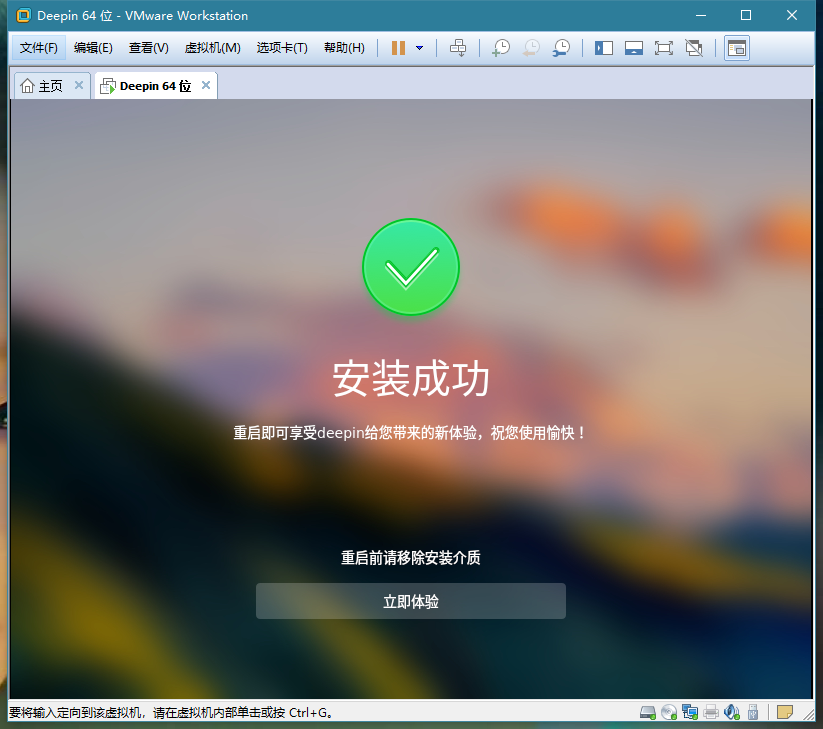 Deepin 64 位 - VMware Workstation
文件(F) 编辑(E) 查看(V) 虚拟机(M) 选项卡(T) 帮助(H)
主页 Deepin 64 位
安装成功
重启即可享受deepin给您带来的新体验，祝您使用愉快！
重启前请移除安装介质
立即体验
要将输入定向到该虚拟机，请在虚拟机内部单击或按 Ctrl+G。